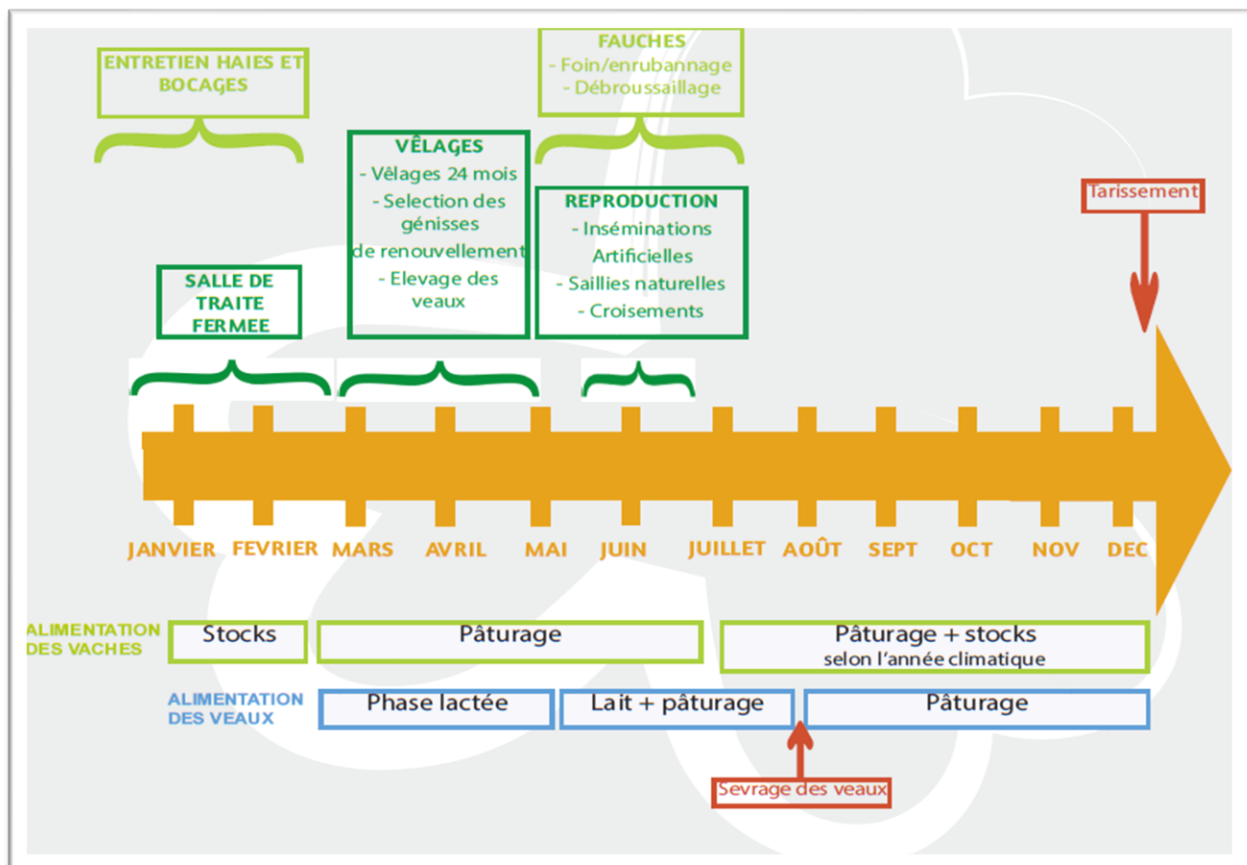 ENTRETIEN HAIES ET
BOCAGES
FAUCHES
- Foin/enrubannage
- Débroussaillage
VÊLAGES
- Vêlages 24 mois
- Selection des
génisses
de renouvellement
- Elevage des
veaux
REPRODUCTION
- Inséminations
Artificielles
- Saillies naturelles
- Croisements
Tarissement
SALLE DE
TRAITE
FERMEE
JANVIER FEVRIER MARS AVRIL MAI JUIN JUILLET AOÛT SEPT OCT NOV DEC
ALIMENTATION
DES VACHES
Stocks
Pâturage
Pâturage + stocks
selon l'année climatique
ALIMENTATION
DES VEAUX
Phase lactée
Lait + pâturage
Pâturage
Sevrage des veaux